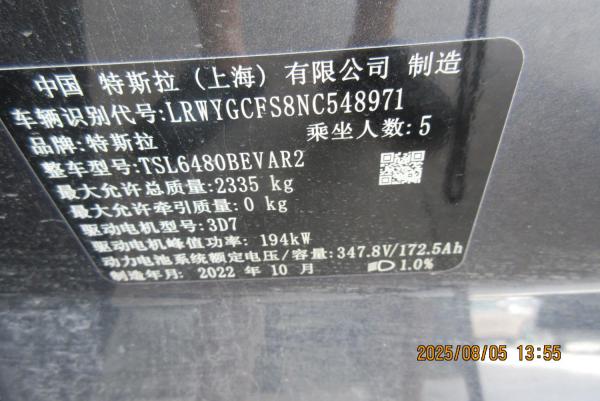 中国 特斯拉（上海）有限公司 制造
车辆识别代号:LRWYGCFS8NC548971
品牌:特斯拉 乘坐人数:5
整车型号:TSL6480BEVAR2
最大允许总质量:2335 kg
最大允许牵引质量:0 kg
驱动电机型号:3D7
驱动电机峰值功率: 194kW
动力电池系统额定电压/容量:347.8V/172.5Ah
制造年月: 2022 年 10 月 1.0%
2025/08/05 13:55